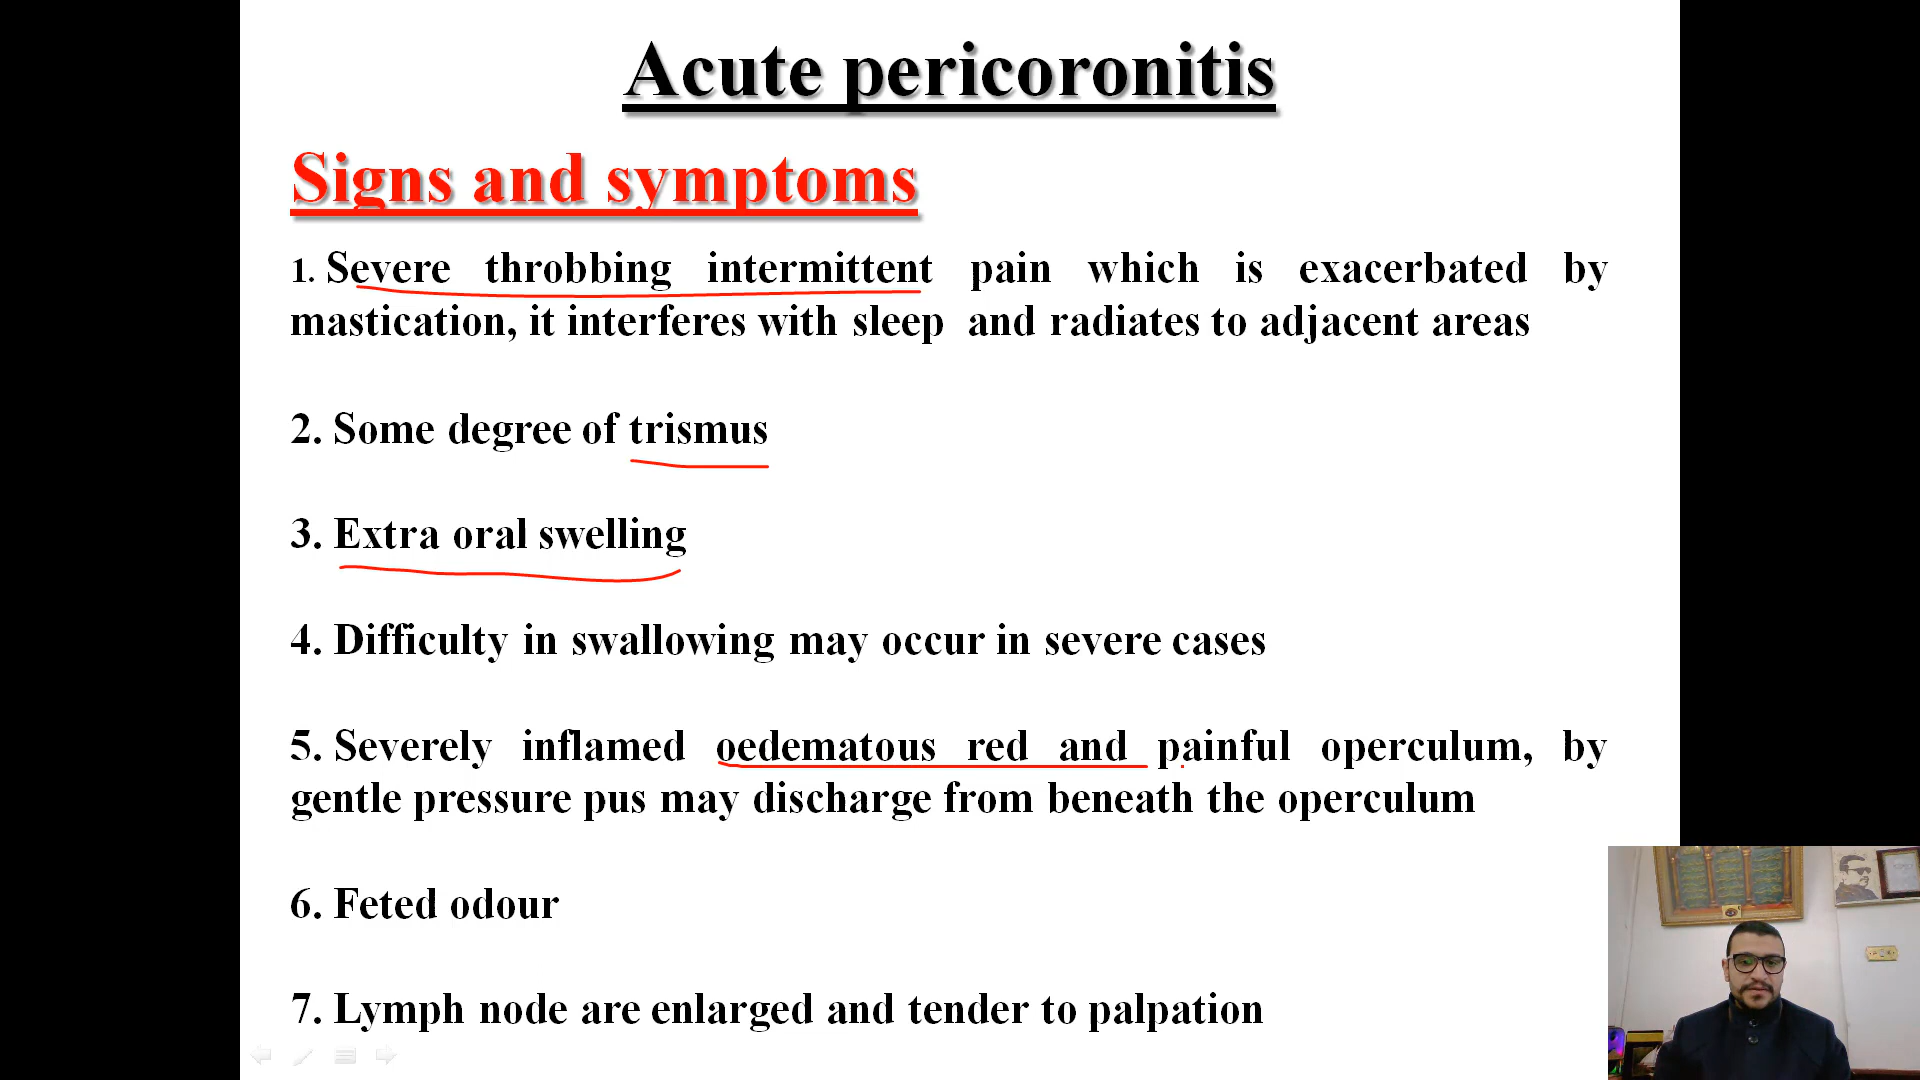 Acute pericoronitis
Signs and symptoms
1. Severe throbbing intermittent pain which is exacerbated by
mastication, it interferes with sleep and radiates to adjacent areas
2. Some degree of trismus
3. Extra oral swelling
4. Difficulty in swallowing may occur in severe cases
5. Severely inflamed oedematous red and painful operculum, by
gentle pressure pus may discharge from beneath the operculum
6. Feted odour
7. Lymph node are enlarged and tender to palpation